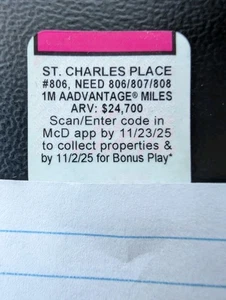 ST. CHARLES PLACE
#806, NEED 806/807/808
1M AADVANTAGE® MILES
ARV: $24,700
Scan/Enter code in
McD app by 11/23/25
to collect properties &
by 11/2/25 for Bonus Play*